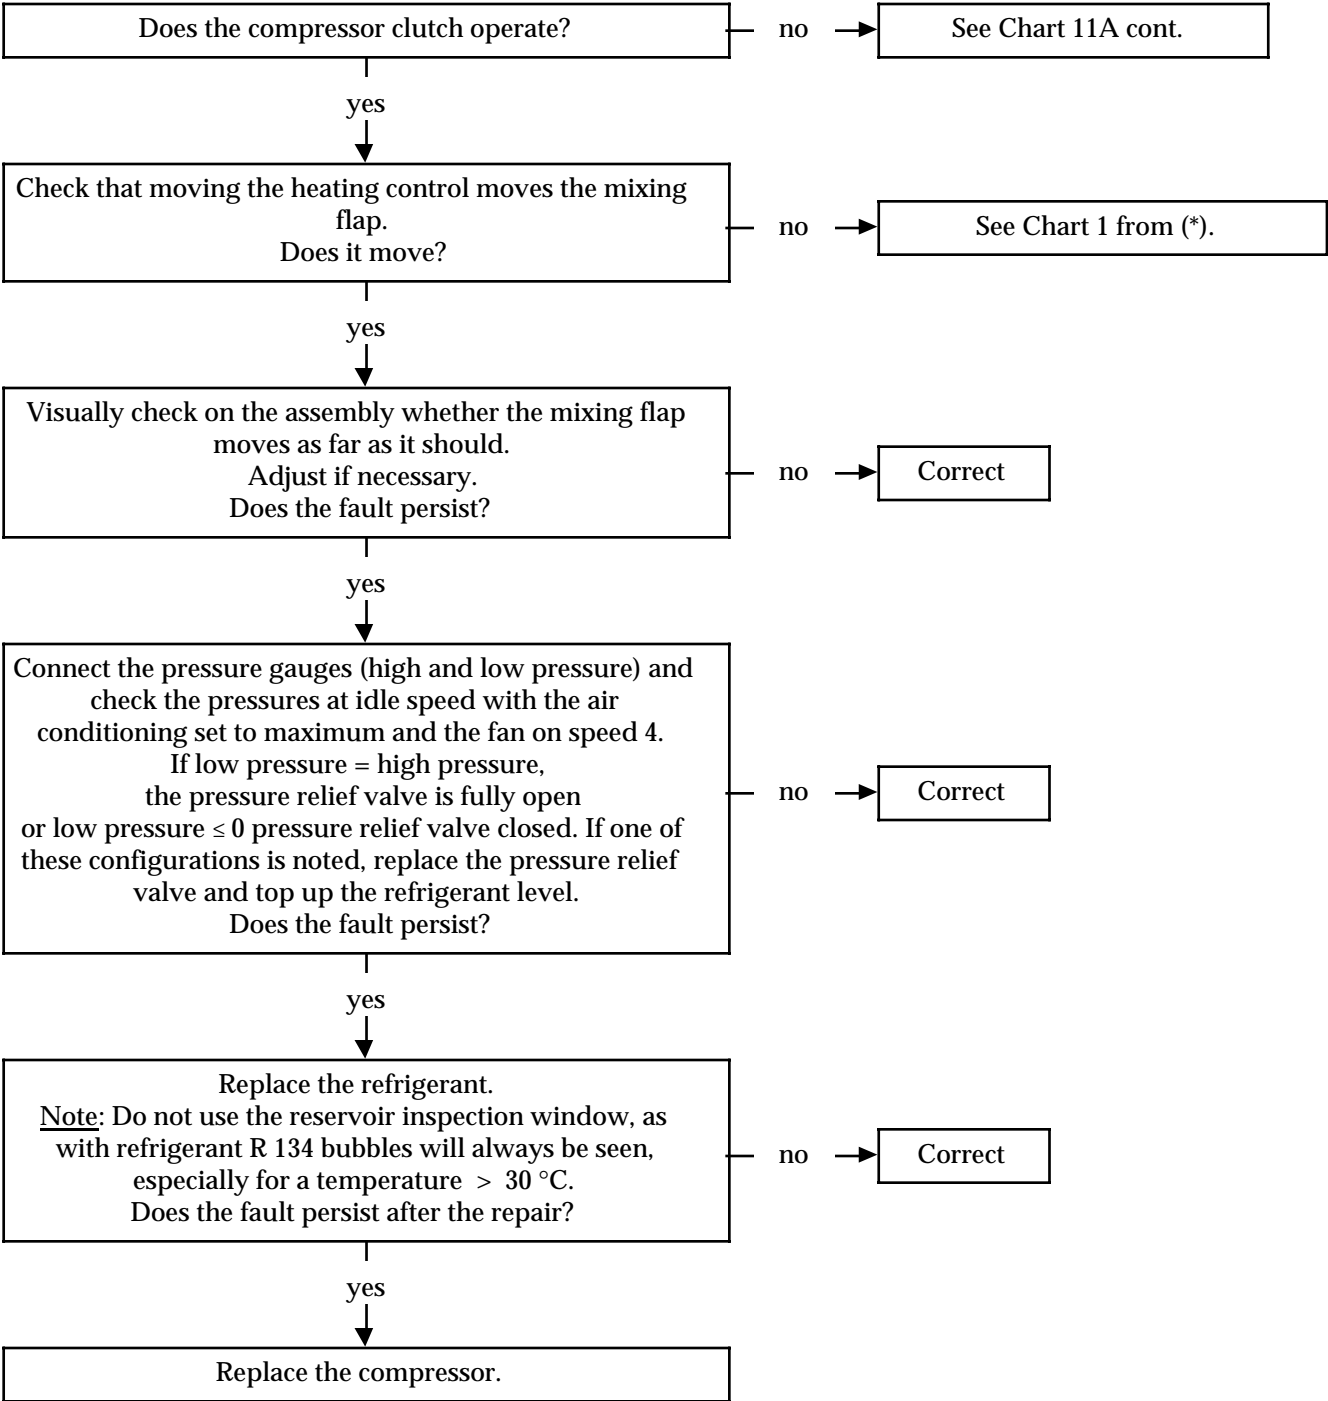 Does the compressor clutch operate?
no
See Chart 11A cont.
yes
Check that moving the heating control moves the mixing
flap.
Does it move?
no
See Chart 1 from (*).
yes
Visually check on the assembly whether the mixing flap
moves as far as it should.
Adjust if necessary.
Does the fault persist?
no
Correct
yes
Connect the pressure gauges (high and low pressure) and
check the pressures at idle speed with the air
conditioning set to maximum and the fan on speed 4.
If low pressure = high pressure,
the pressure relief valve is fully open
or low pressure ≤ 0 pressure relief valve closed. If one of
these configurations is noted, replace the pressure relief
valve and top up the refrigerant level.
Does the fault persist?
no
Correct
yes
Replace the refrigerant.
Note: Do not use the reservoir inspection window, as
with refrigerant R 134 bubbles will always be seen,
especially for a temperature > 30 °C.
Does the fault persist after the repair?
no
Correct
yes
Replace the compressor.